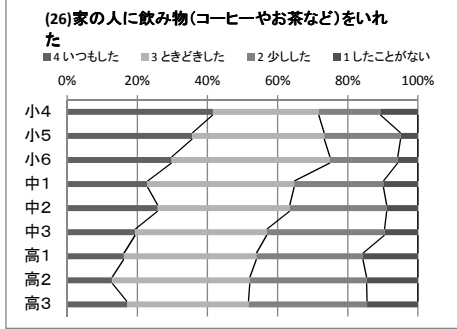 (26)家の人に飲み物(コーヒーやお茶など)をいれ
た
4 いつもした 3 ときどきした 2 少しした 1 したことがない
0% 20% 40% 60% 80% 100%
小4
小5
小6
中1
中2
中3
高1
高2
高3